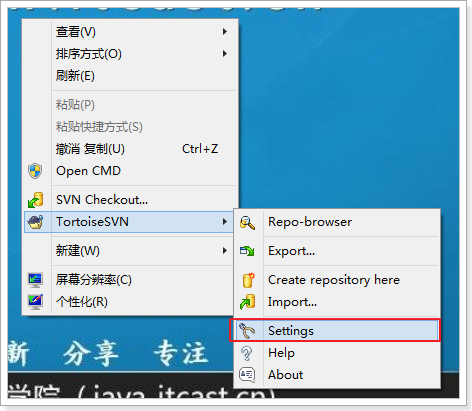 查看(V)
排序方式(O)
刷新(E)
粘贴(P)
粘贴快捷方式(S)
撤消 复制(U) Ctrl+Z
Open CMD
SVN Checkout...
TortoiseSVN
新建(W)
屏幕分辨率(C)
个性化(R)
Repo-browser
Export...
Create repository here
Import...
Settings
Help
About
新 分享 专注
学院（java.itcast.cn）